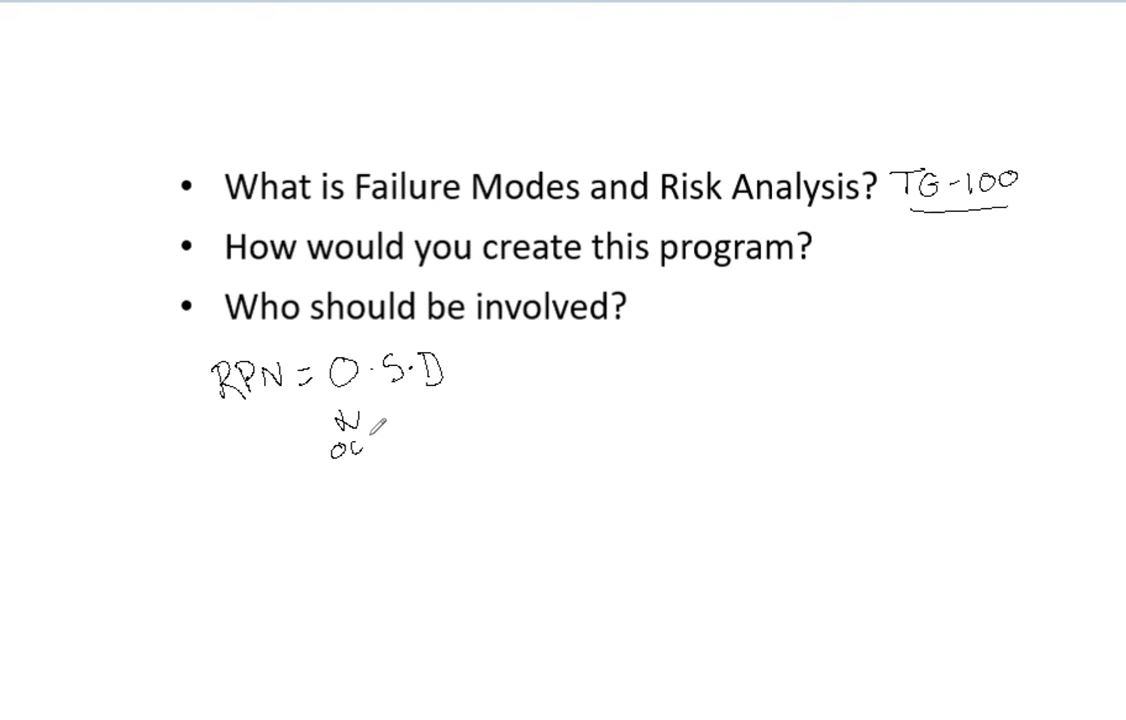 • What is Failure Modes and Risk Analysis? TG-100
• How would you create this program?
• Who should be involved?
RPN = O·S·D
OC